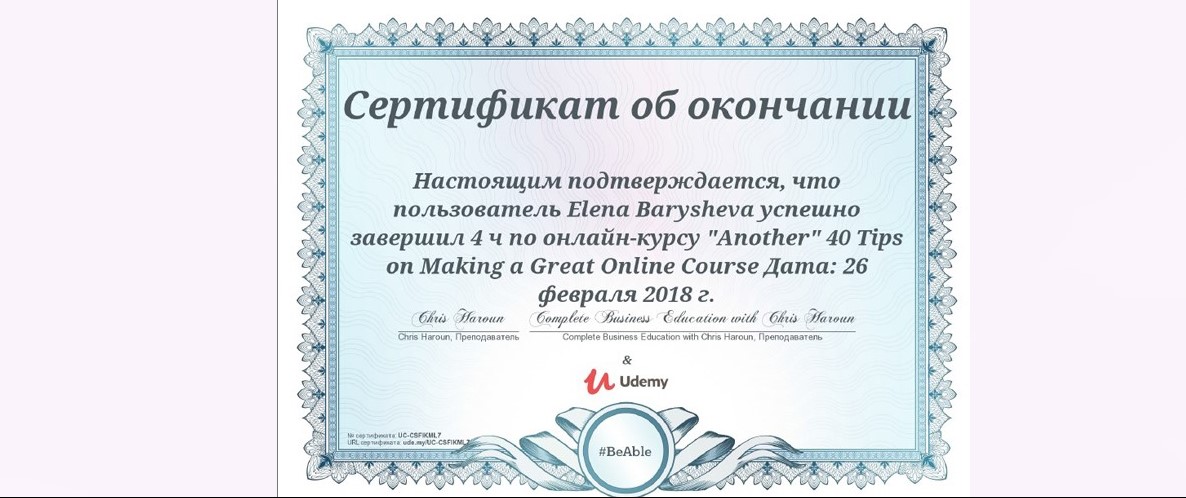 Сертификат об окончании
Настоящим подтверждается, что
пользователь Elena Barysheva успешно
завершил 4 ч по онлайн-курсу "Another" 40 Tips
on Making a Great Online Course Дата: 26
февраля 2018 г.
Chris Haroun Complete Business Education with Chris Haroun
Chris Haroun, Преподаватель Complete Business Education with Chris Haroun, Преподаватель
&
Udemy
№ сертификата: UC-CSFIKML7
URL сертификата: ude.my/UC-CSFIKML7
#BeAble